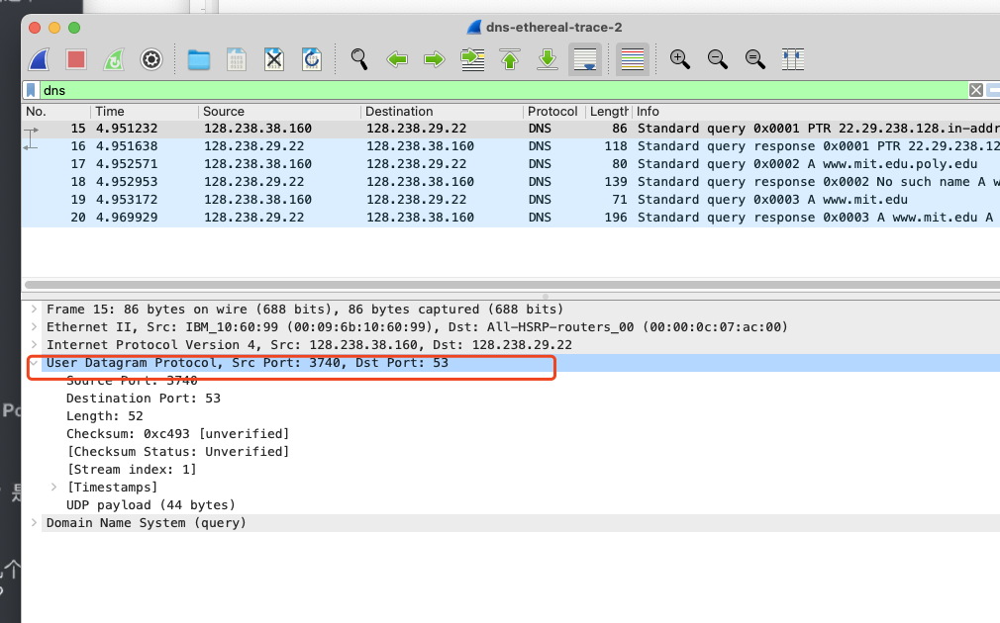 dns-ethereal-trace-2
dns
No. Time Source Destination Protocol Length Info
15 4.951232 128.238.38.160 128.238.29.22 DNS 86 Standard query 0x0001 PTR 22.29.238.128.in-addr
16 4.951638 128.238.29.22 128.238.38.160 DNS 118 Standard query response 0x0001 PTR 22.29.238.12
17 4.952571 128.238.38.160 128.238.29.22 DNS 80 Standard query 0x0002 A www.mit.edu.poly.edu
18 4.952953 128.238.29.22 128.238.38.160 DNS 139 Standard query response 0x0002 No such name A w
19 4.953172 128.238.38.160 128.238.29.22 DNS 71 Standard query 0x0003 A www.mit.edu
20 4.969929 128.238.29.22 128.238.38.160 DNS 196 Standard query response 0x0003 A www.mit.edu A
Frame 15: 86 bytes on wire (688 bits), 86 bytes captured (688 bits)
Ethernet II, Src: IBM_10:60:99 (00:09:6b:10:60:99), Dst: All-HSRP-routers_00 (00:00:0c:07:ac:00)
Internet Protocol Version 4, Src: 128.238.38.160, Dst: 128.238.29.22
User Datagram Protocol, Src Port: 3740, Dst Port: 53
Source Port: 3740
Destination Port: 53
Length: 52
Checksum: 0xc493 [unverified]
[Checksum Status: Unverified]
[Stream index: 1]
[Timestamps]
UDP payload (44 bytes)
Domain Name System (query)
Po
是
个
?